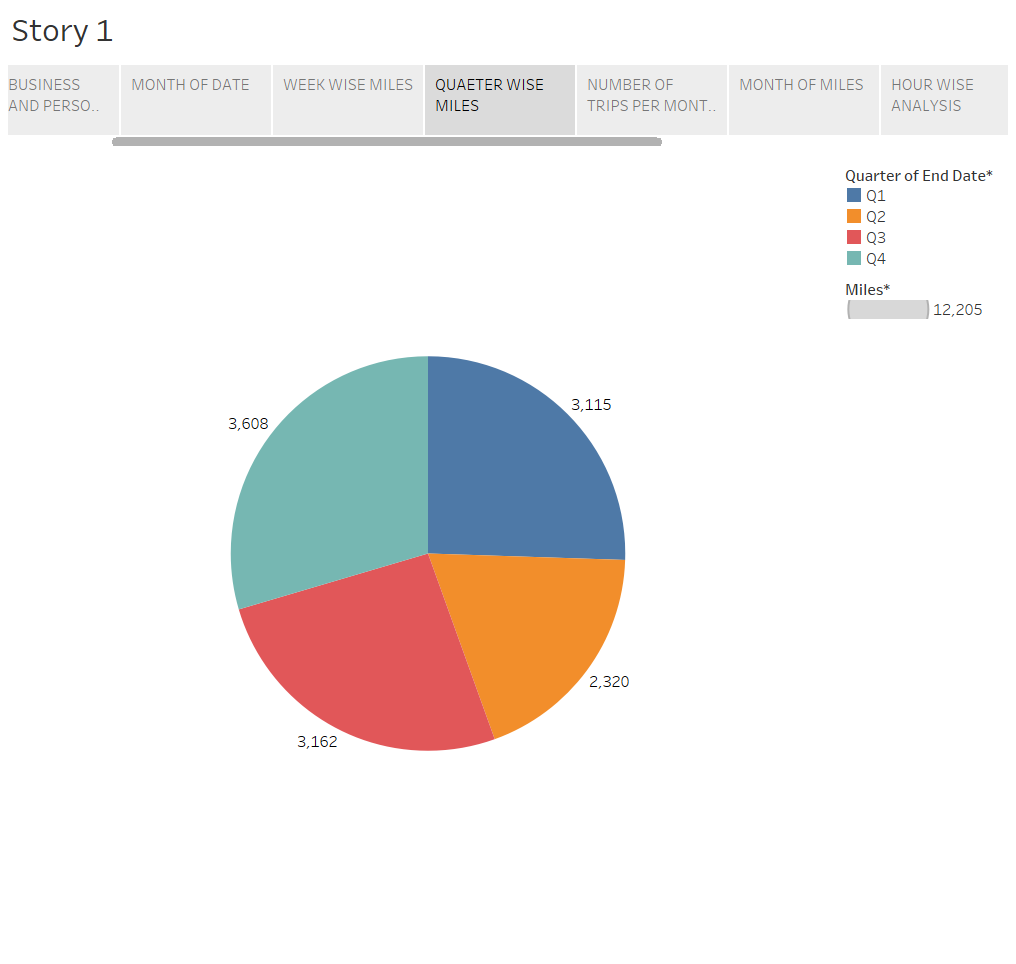 Story 1
BUSINESS
AND PERSO..
MONTH OF DATE
WEEK WISE MILES
QUAETER WISE
MILES
NUMBER OF
TRIPS PER MONT..
MONTH OF MILES
HOUR WISE
ANALYSIS
Quarter of End Date*
Q1
Q2
Q3
Q4
Miles*
12,205
3,115
3,608
2,320
3,162